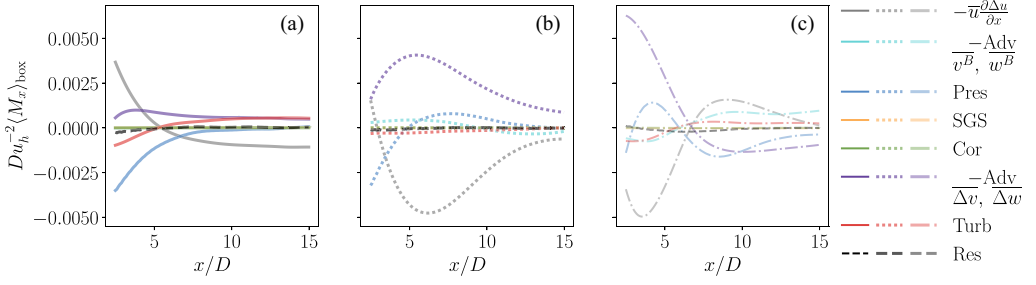 (a)
(b)
(c)
$Du_h^{-2}\langle M_x\rangle_{\mathrm{box}}$
0.0050
0.0025
0.0000
−0.0025
−0.0050
5 10 15
5 10 15
5 10 15
x/D
x/D
x/D
$-\overline{u}\frac{\partial \overline{\Delta u}}{\partial x}$
−Adv
$\overline{v^B}$, $\overline{w^B}$
Pres
SGS
Cor
−Adv
$\overline{\Delta v}$, $\overline{\Delta w}$
Turb
Res